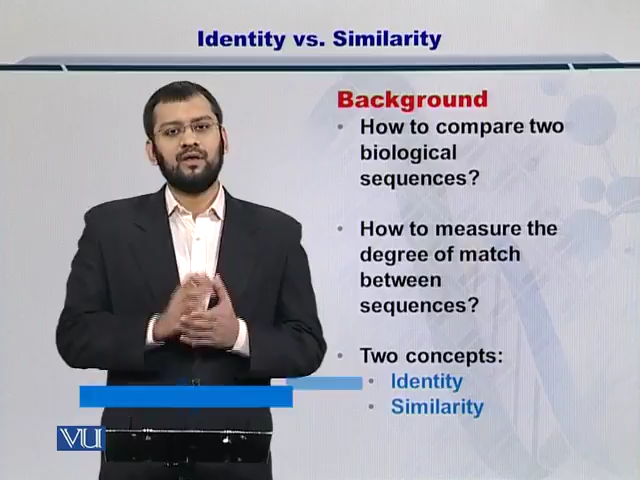 Identity vs. Similarity
Background
• How to compare two
biological
sequences?
• How to measure the
degree of match
between
sequences?
• Two concepts:
• Identity
• Similarity
VU